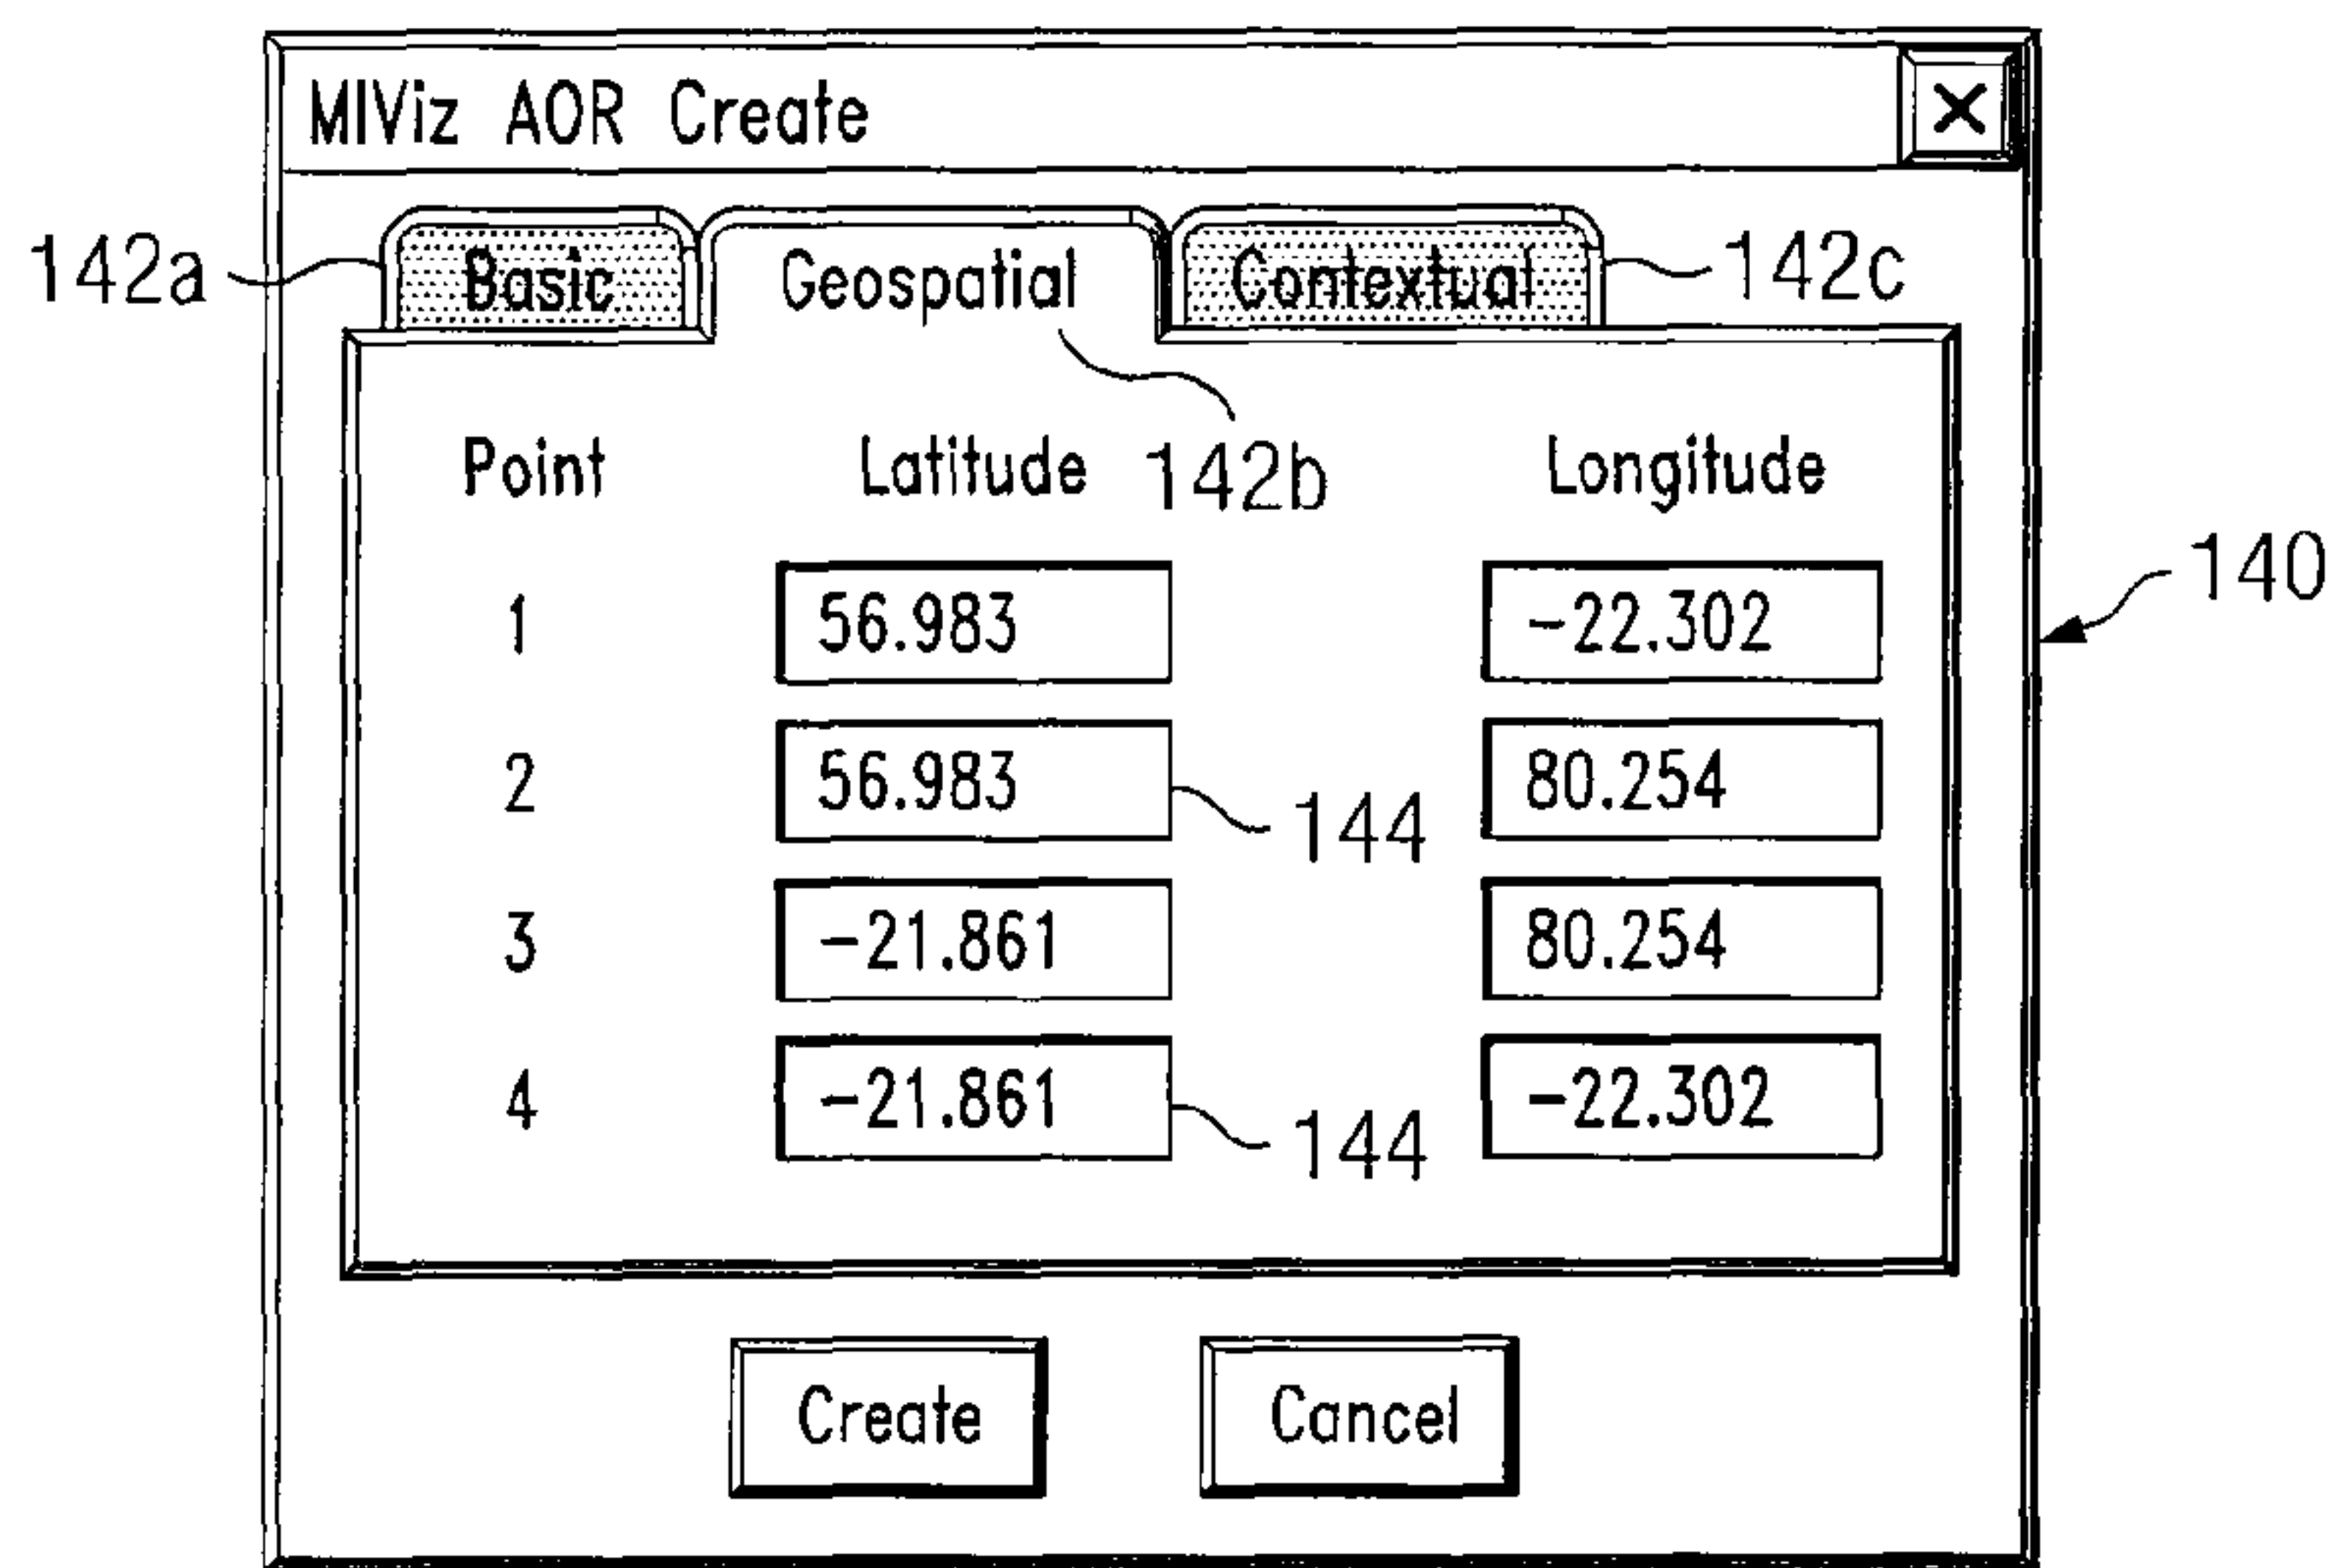 MIViz AOR Create
142a Basic Geospatial Contextual 142c
Point Latitude 142b Longitude
140
1 56.983 -22.302
2 56.983 144 80.254
3 -21.861 80.254
4 -21.861 144 -22.302
Create Cancel